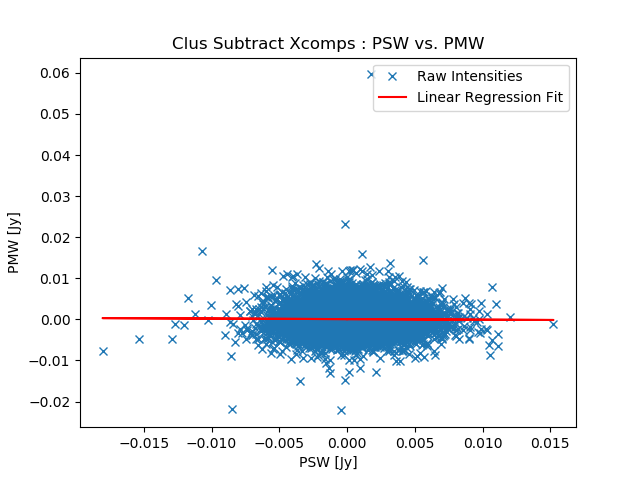 Clus Subtract Xcomps : PSW vs. PMW
Raw Intensities
Linear Regression Fit
0.06
0.05
0.04
0.03
0.02
0.01
0.00
−0.01
−0.02
PMW [Jy]
−0.015 −0.010 −0.005 0.000 0.005 0.010 0.015
PSW [Jy]